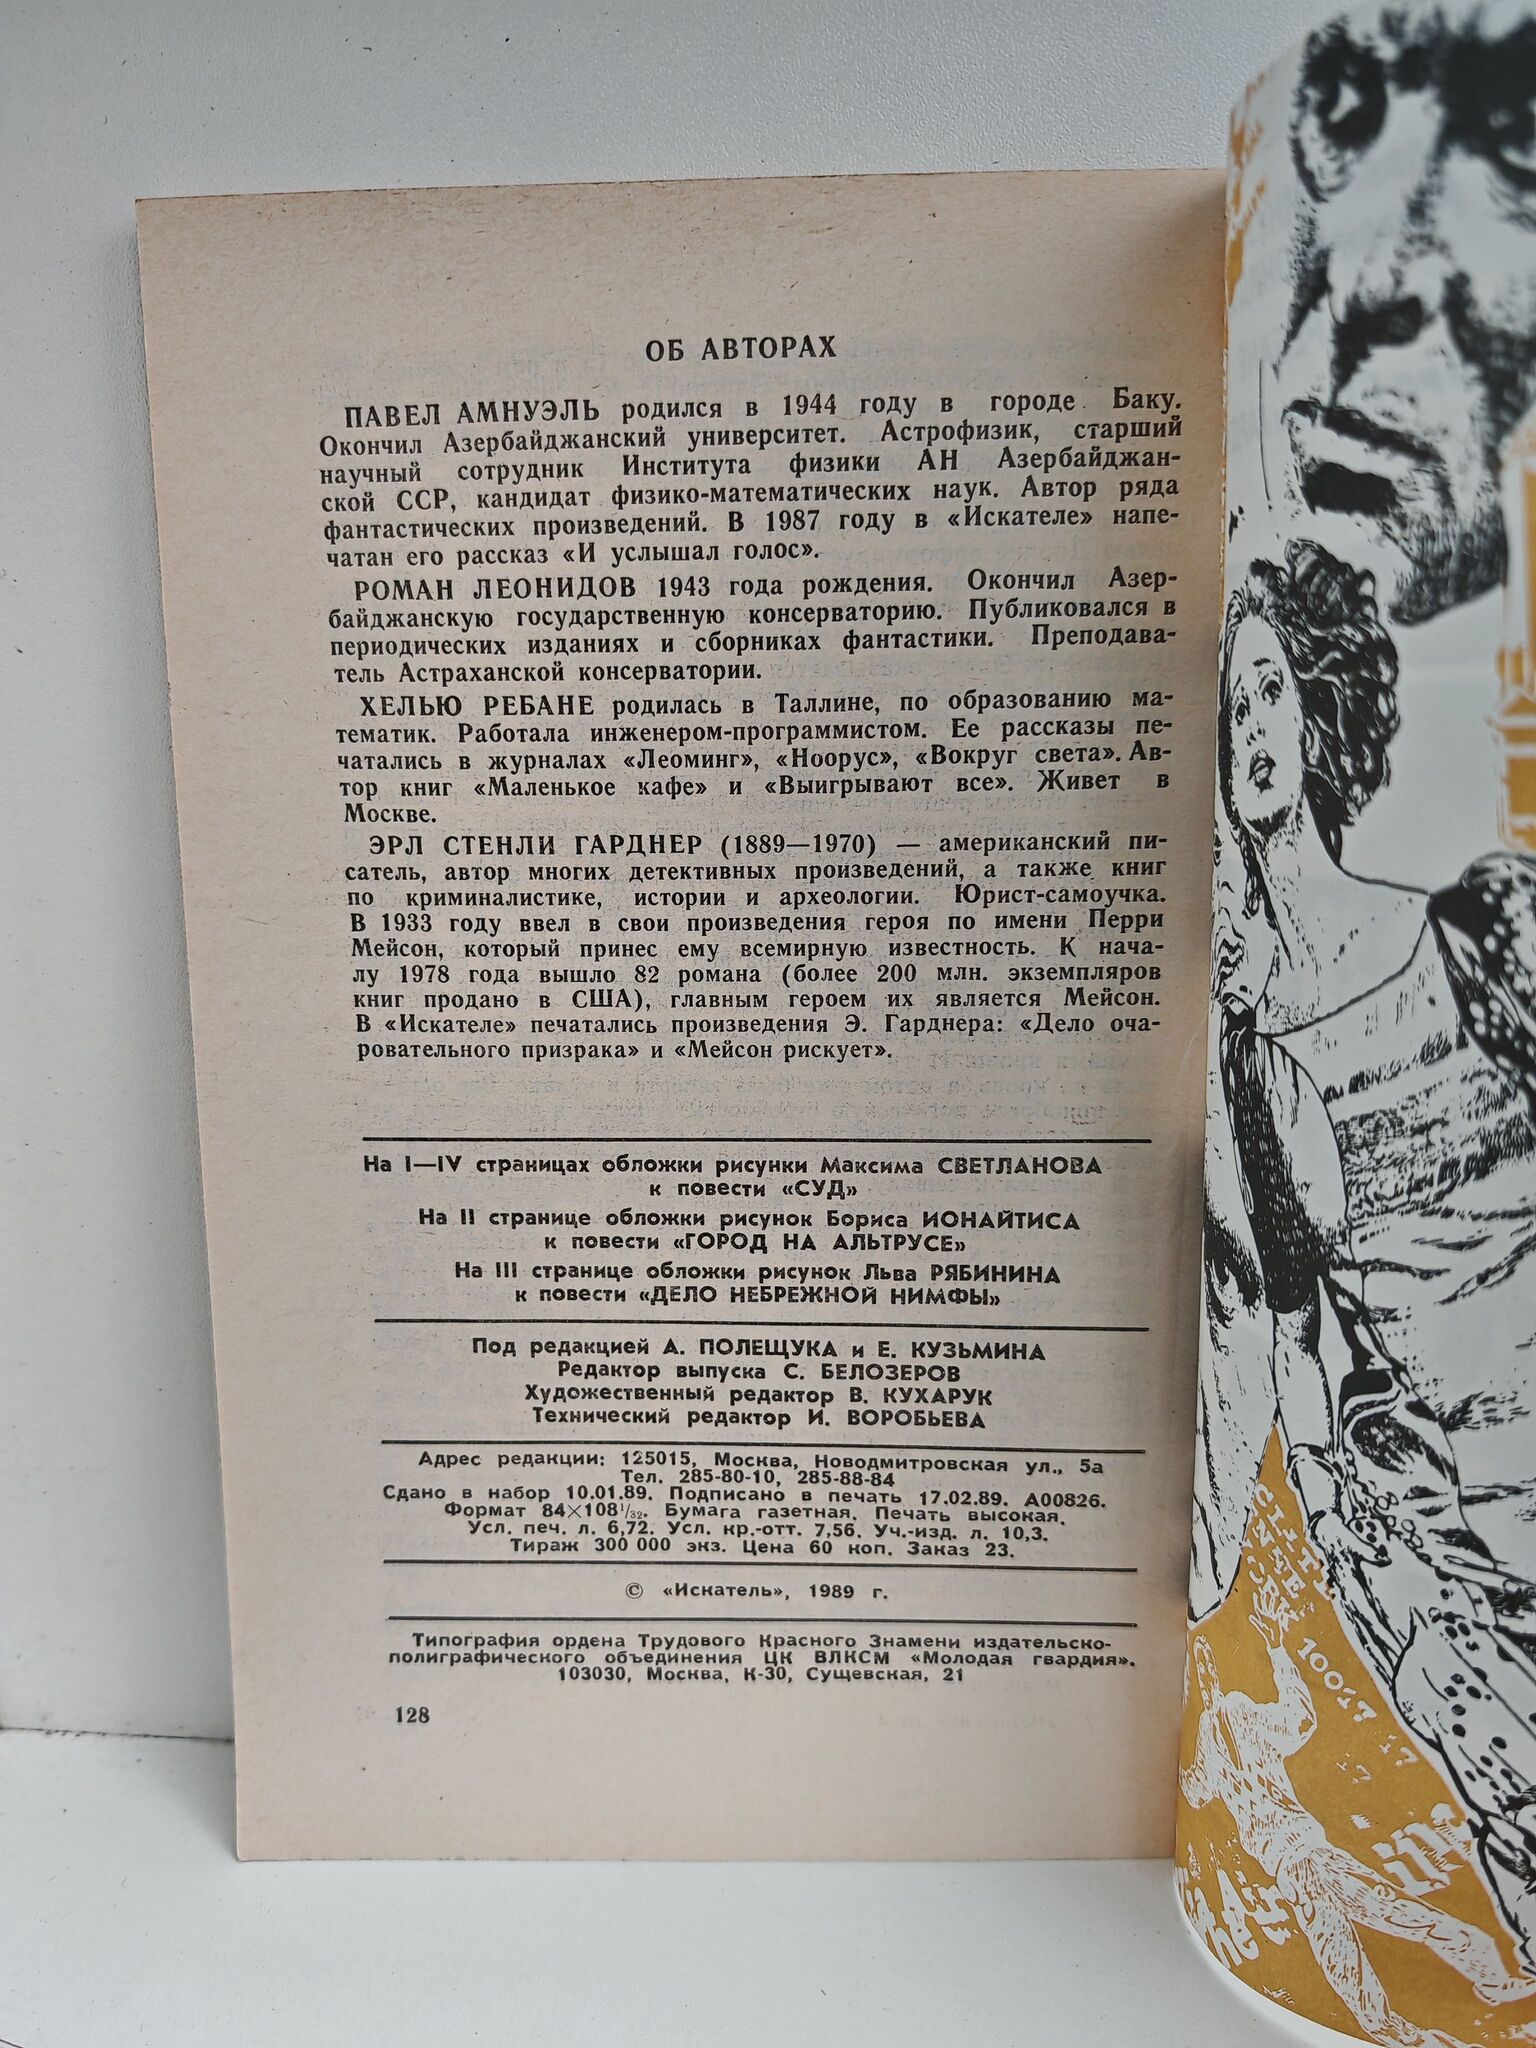 ОБ АВТОРАХ
ПАВЕЛ АМНУЭЛЬ родился в 1944 году в городе Баку.
Окончил Азербайджанский университет. Астрофизик, старший
научный сотрудник Института физики АН Азербайджан-
ской ССР, кандидат физико-математических наук. Автор ряда
фантастических произведений. В 1987 году в «Искателе» напе-
чатан его рассказ «И услышал голос».
РОМАН ЛЕОНИДОВ 1943 года рождения. Окончил Азер-
байджанскую государственную консерваторию. Публиковался в
периодических изданиях и сборниках фантастики. Преподава-
тель Астраханской консерватории.
ХЕЛЬЮ РЕБАНЕ родилась в Таллине, по образованию ма-
тематик. Работала инженером-программистом. Ее рассказы пе-
чатались в журналах «Леоминг», «Ноорус», «Вокруг света». Ав-
тор книг «Маленькое кафе» и «Выигрывают все». Живет в
Москве.
ЭРЛ СТЕНЛИ ГАРДНЕР (1889—1970) — американский пи-
сатель, автор многих детективных произведений, а также книг
по криминалистике, истории и археологии. Юрист-самоучка.
В 1933 году ввел в свои произведения героя по имени Перри
Мейсон, который принес ему всемирную известность. К нача-
лу 1978 года вышло 82 романа (более 200 млн. экземпляров
книг продано в США), главным героем их является Мейсон.
В «Искателе» печатались произведения Э. Гарднера: «Дело оча-
ровательного призрака» и «Мейсон рискует».
На I—IV страницах обложки рисунки Максима СВЕТЛАНОВА
к повести «СУД»
На II странице обложки рисунок Бориса ИОНАЙТИСА
к повести «ГОРОД НА АЛЬТРУСЕ»
На III странице обложки рисунок Льва РЯБИНИНА
к повести «ДЕЛО НЕБРЕЖНОЙ НИМФЫ»
Под редакцией А. ПОЛЕЩУКА и Е. КУЗЬМИНА
Редактор выпуска С. БЕЛОЗЕРОВ
Художественный редактор В. КУХАРУК
Технический редактор И. ВОРОБЬЕВА
Адрес редакции: 125015, Москва, Новодмитровская ул., 5а
Тел. 285-80-10, 285-88-84
Сдано в набор 10.01.89. Подписано в печать 17.02.89. А00826.
Формат 84×108¹/₃₂. Бумага газетная. Печать высокая.
Усл. печ. л. 6,72. Усл. кр.-отт. 7,56. Уч.-изд. л. 10,3.
Тираж 300 000 экз. Цена 60 коп. Заказ 23.
© «Искатель», 1989 г.
Типография ордена Трудового Красного Знамени издательско-
полиграфического объединения ЦК ВЛКСМ «Молодая гвардия».
103030, Москва, К-30, Сущевская, 21
128